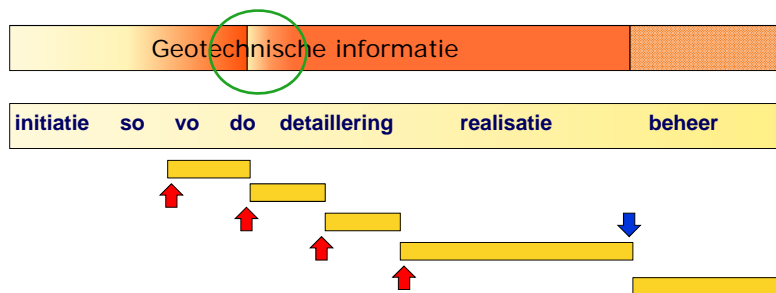 Geotechnische informatie
initiatie so vo do detaillering realisatie beheer